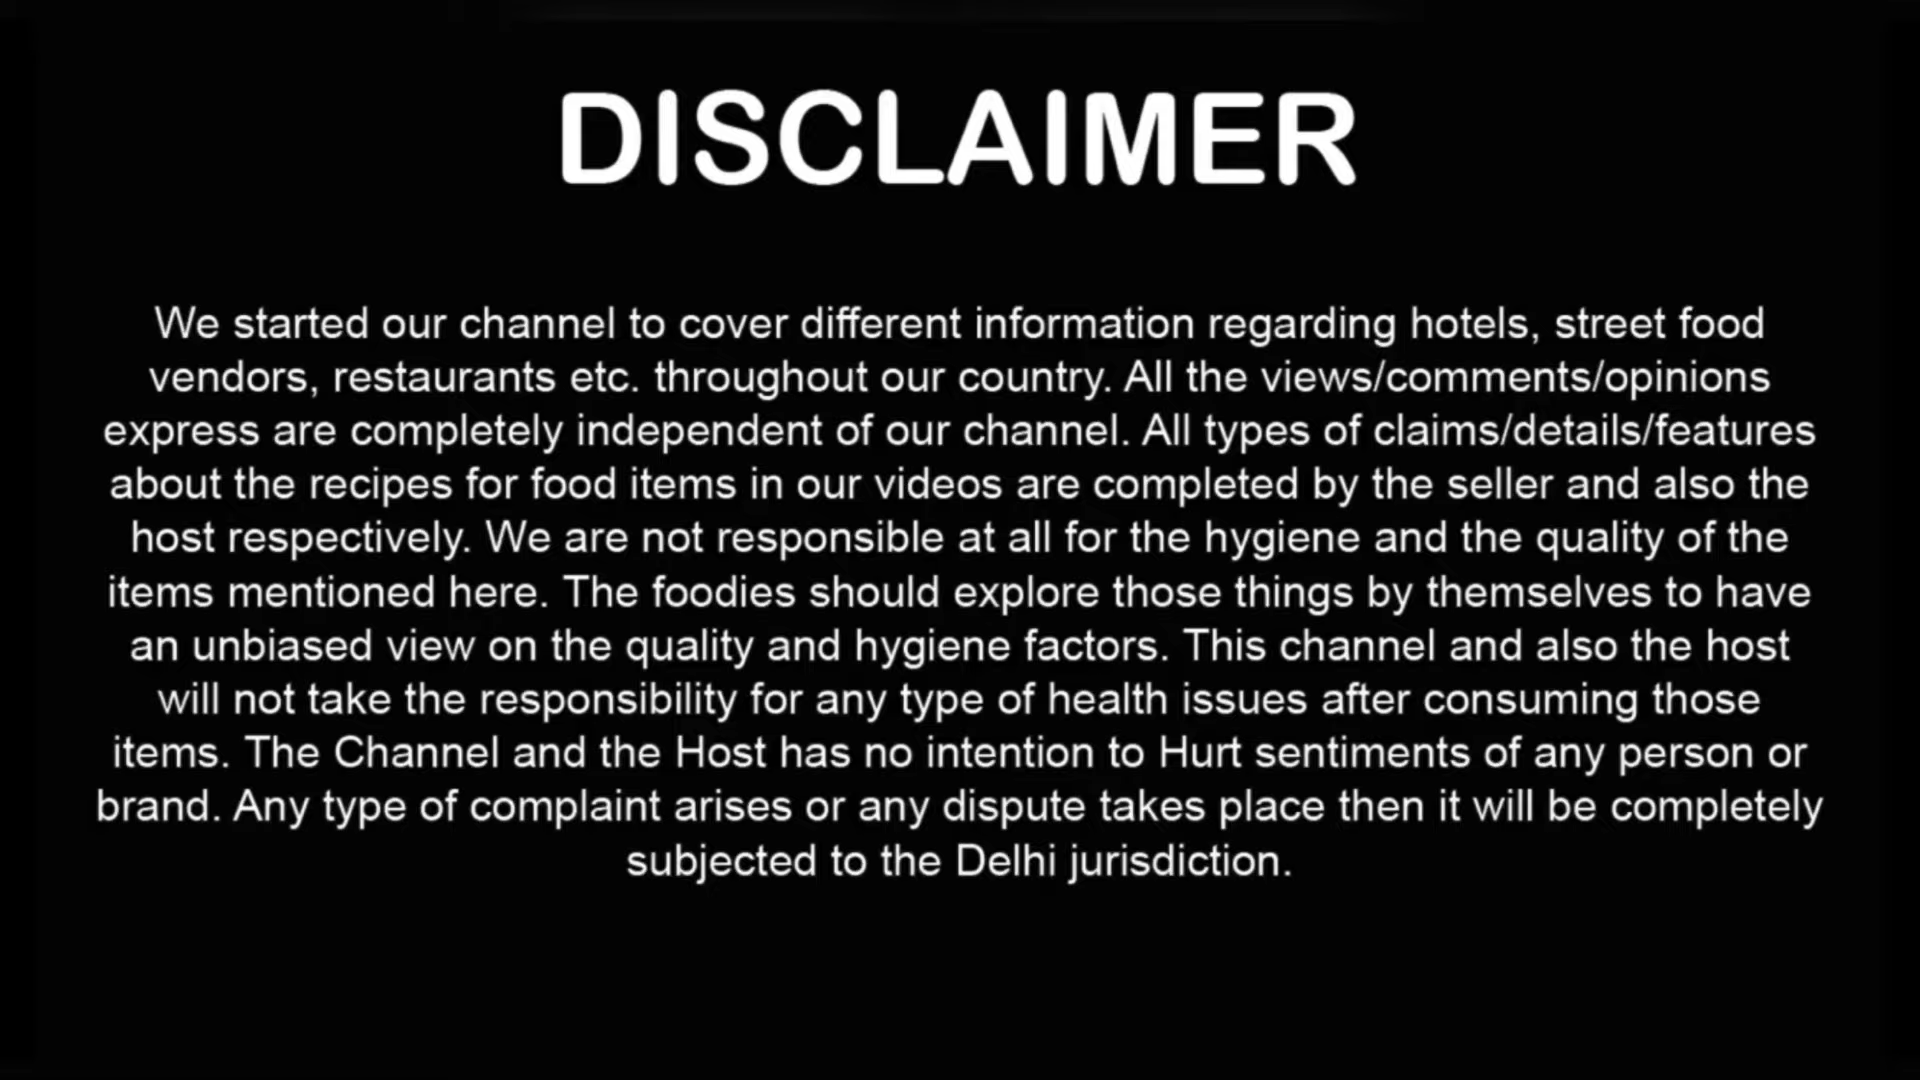 DISCLAIMER
We started our channel to cover different information regarding hotels, street food
vendors, restaurants etc. throughout our country. All the views/comments/opinions
express are completely independent of our channel. All types of claims/details/features
about the recipes for food items in our videos are completed by the seller and also the
host respectively. We are not responsible at all for the hygiene and the quality of the
items mentioned here. The foodies should explore those things by themselves to have
an unbiased view on the quality and hygiene factors. This channel and also the host
will not take the responsibility for any type of health issues after consuming those
items. The Channel and the Host has no intention to Hurt sentiments of any person or
brand. Any type of complaint arises or any dispute takes place then it will be completely
subjected to the Delhi jurisdiction.